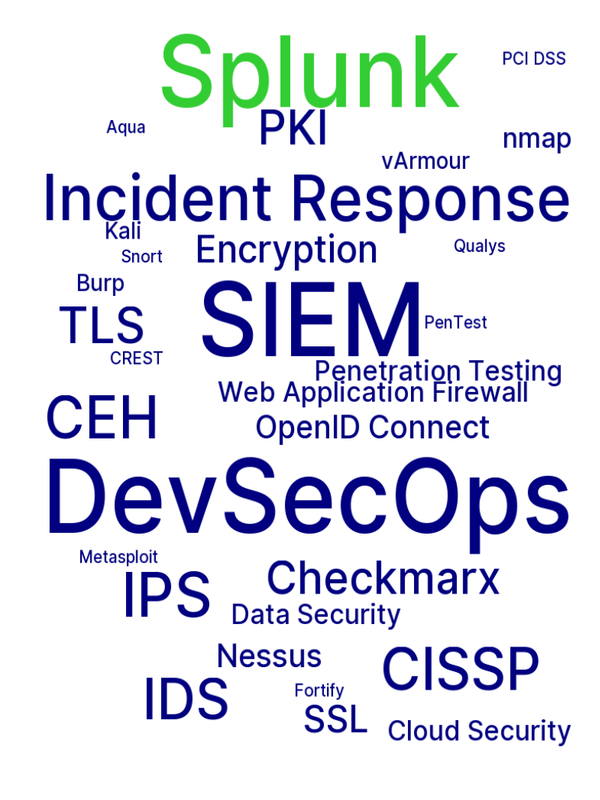 Splunk
PCI DSS
Aqua
PKI
nmap
vArmour
Incident Response
Kali
Encryption
Qualys
Snort
Burp
SIEM
TLS
PenTest
CREST
Penetration Testing
Web Application Firewall
CEH
OpenID Connect
DevSecOps
Metasploit
Checkmarx
IPS
Data Security
Nessus
CISSP
IDS
Fortify
SSL
Cloud Security